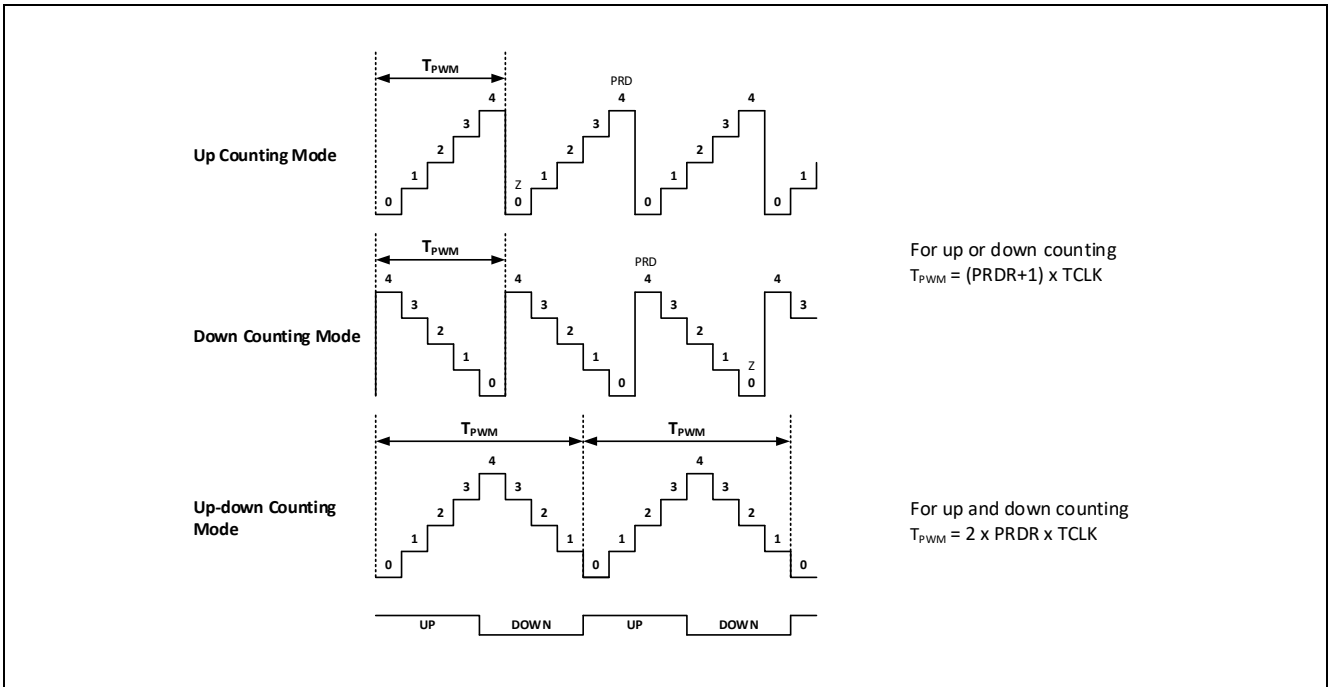 TPWM
PRD
4 4 4
3 3 3
Up Counting Mode
2 2 2
1 1 1 1
Z
0 0 0 0
TPWM
PRD
4 4 4 4
3 3 3 3
For up or down counting
TPWM = (PRDR+1) x TCLK
2 2 2
Down Counting Mode
1 1 1
Z
0 0 0
TPWM TPWM
4 4
3 3 3 3
Up-down Counting
Mode
2 2 2 2
For up and down counting
TPWM = 2 x PRDR x TCLK
1 1 1 1
0 0 0
UP DOWN UP DOWN